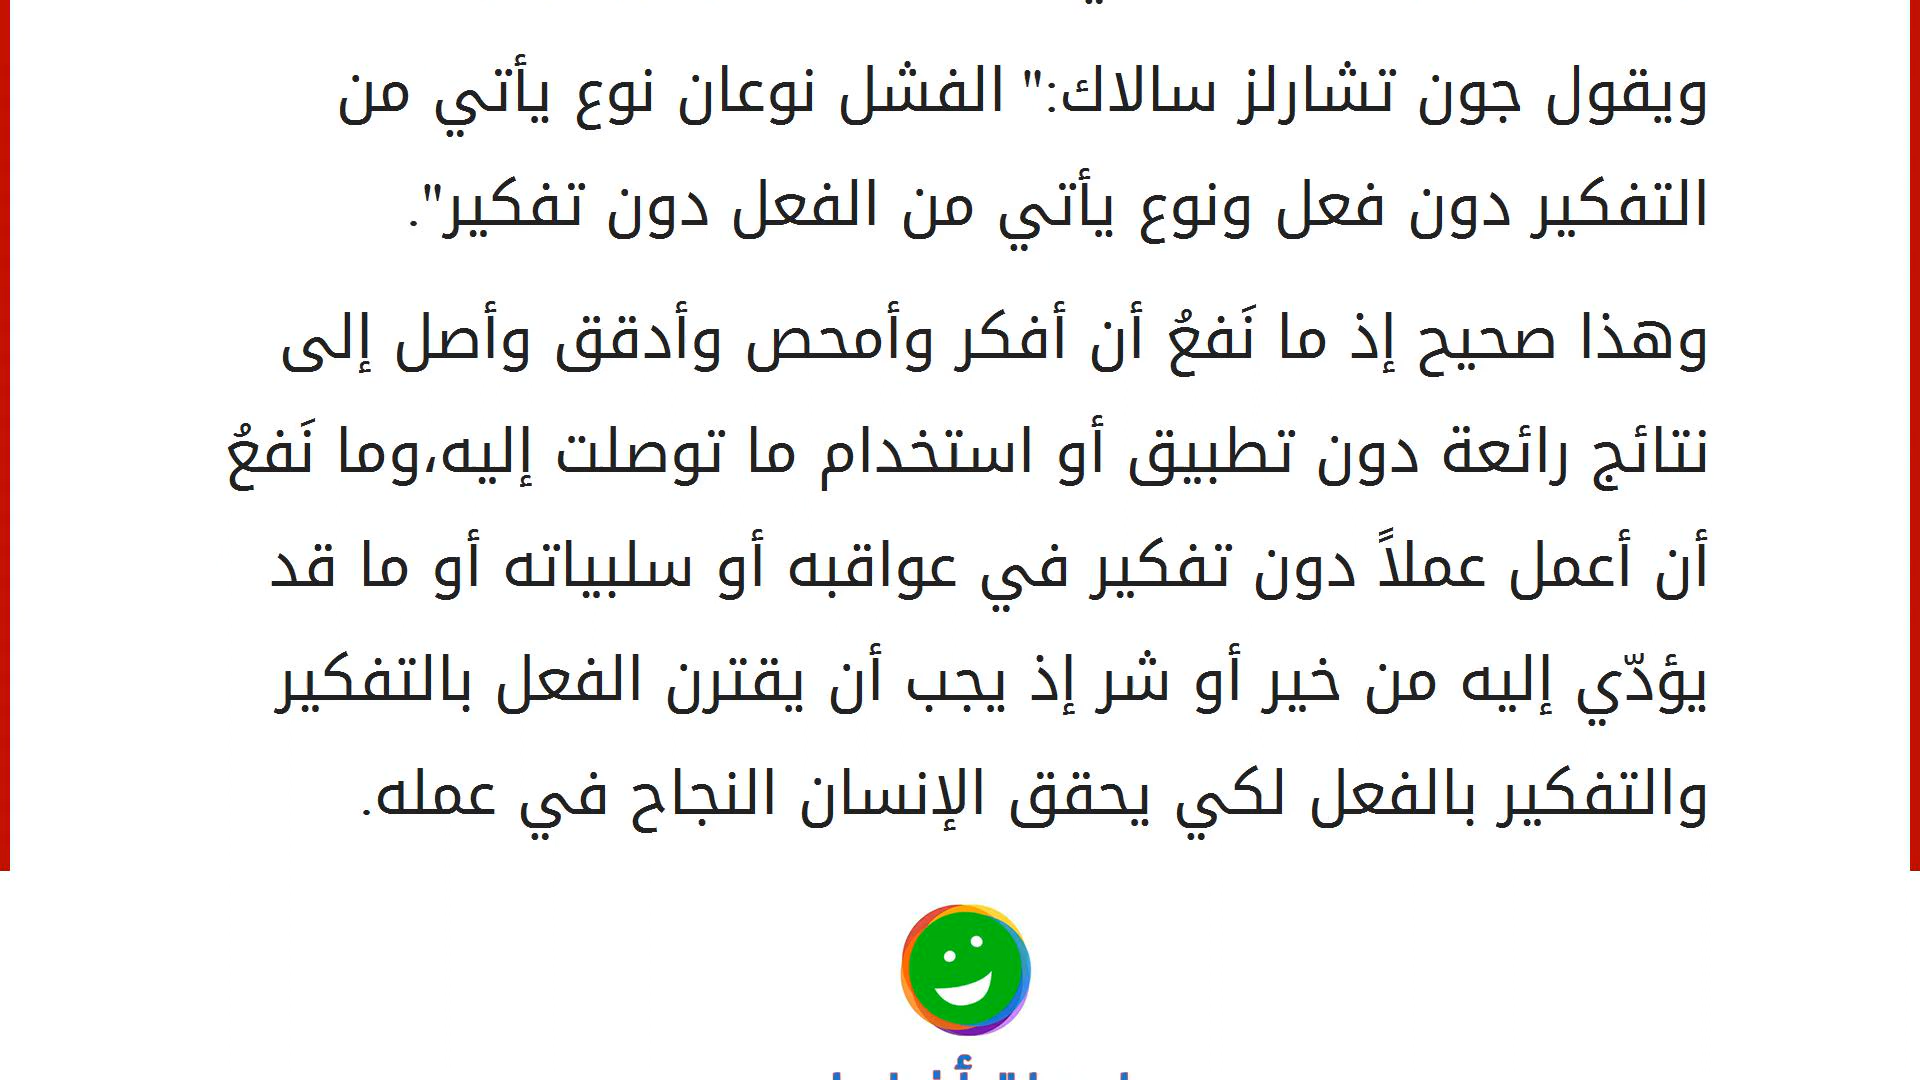 ويقول جون تشارلز سالاك:" الفشل نوعان نوع يأتي من
التفكير دون فعل ونوع يأتي من الفعل دون تفكير".
وهذا صحيح إذ ما نَفعُ أن أفكر وأمحص وأدقق وأصل إلى
نتائج رائعة دون تطبيق أو استخدام ما توصلت إليه،وما نَفعُ
أن أعمل عملاً دون تفكير في عواقبه أو سلبياته أو ما قد
يؤدّي إليه من خير أو شر إذ يجب أن يقترن الفعل بالتفكير
والتفكير بالفعل لكي يحقق الإنسان النجاح في عمله.